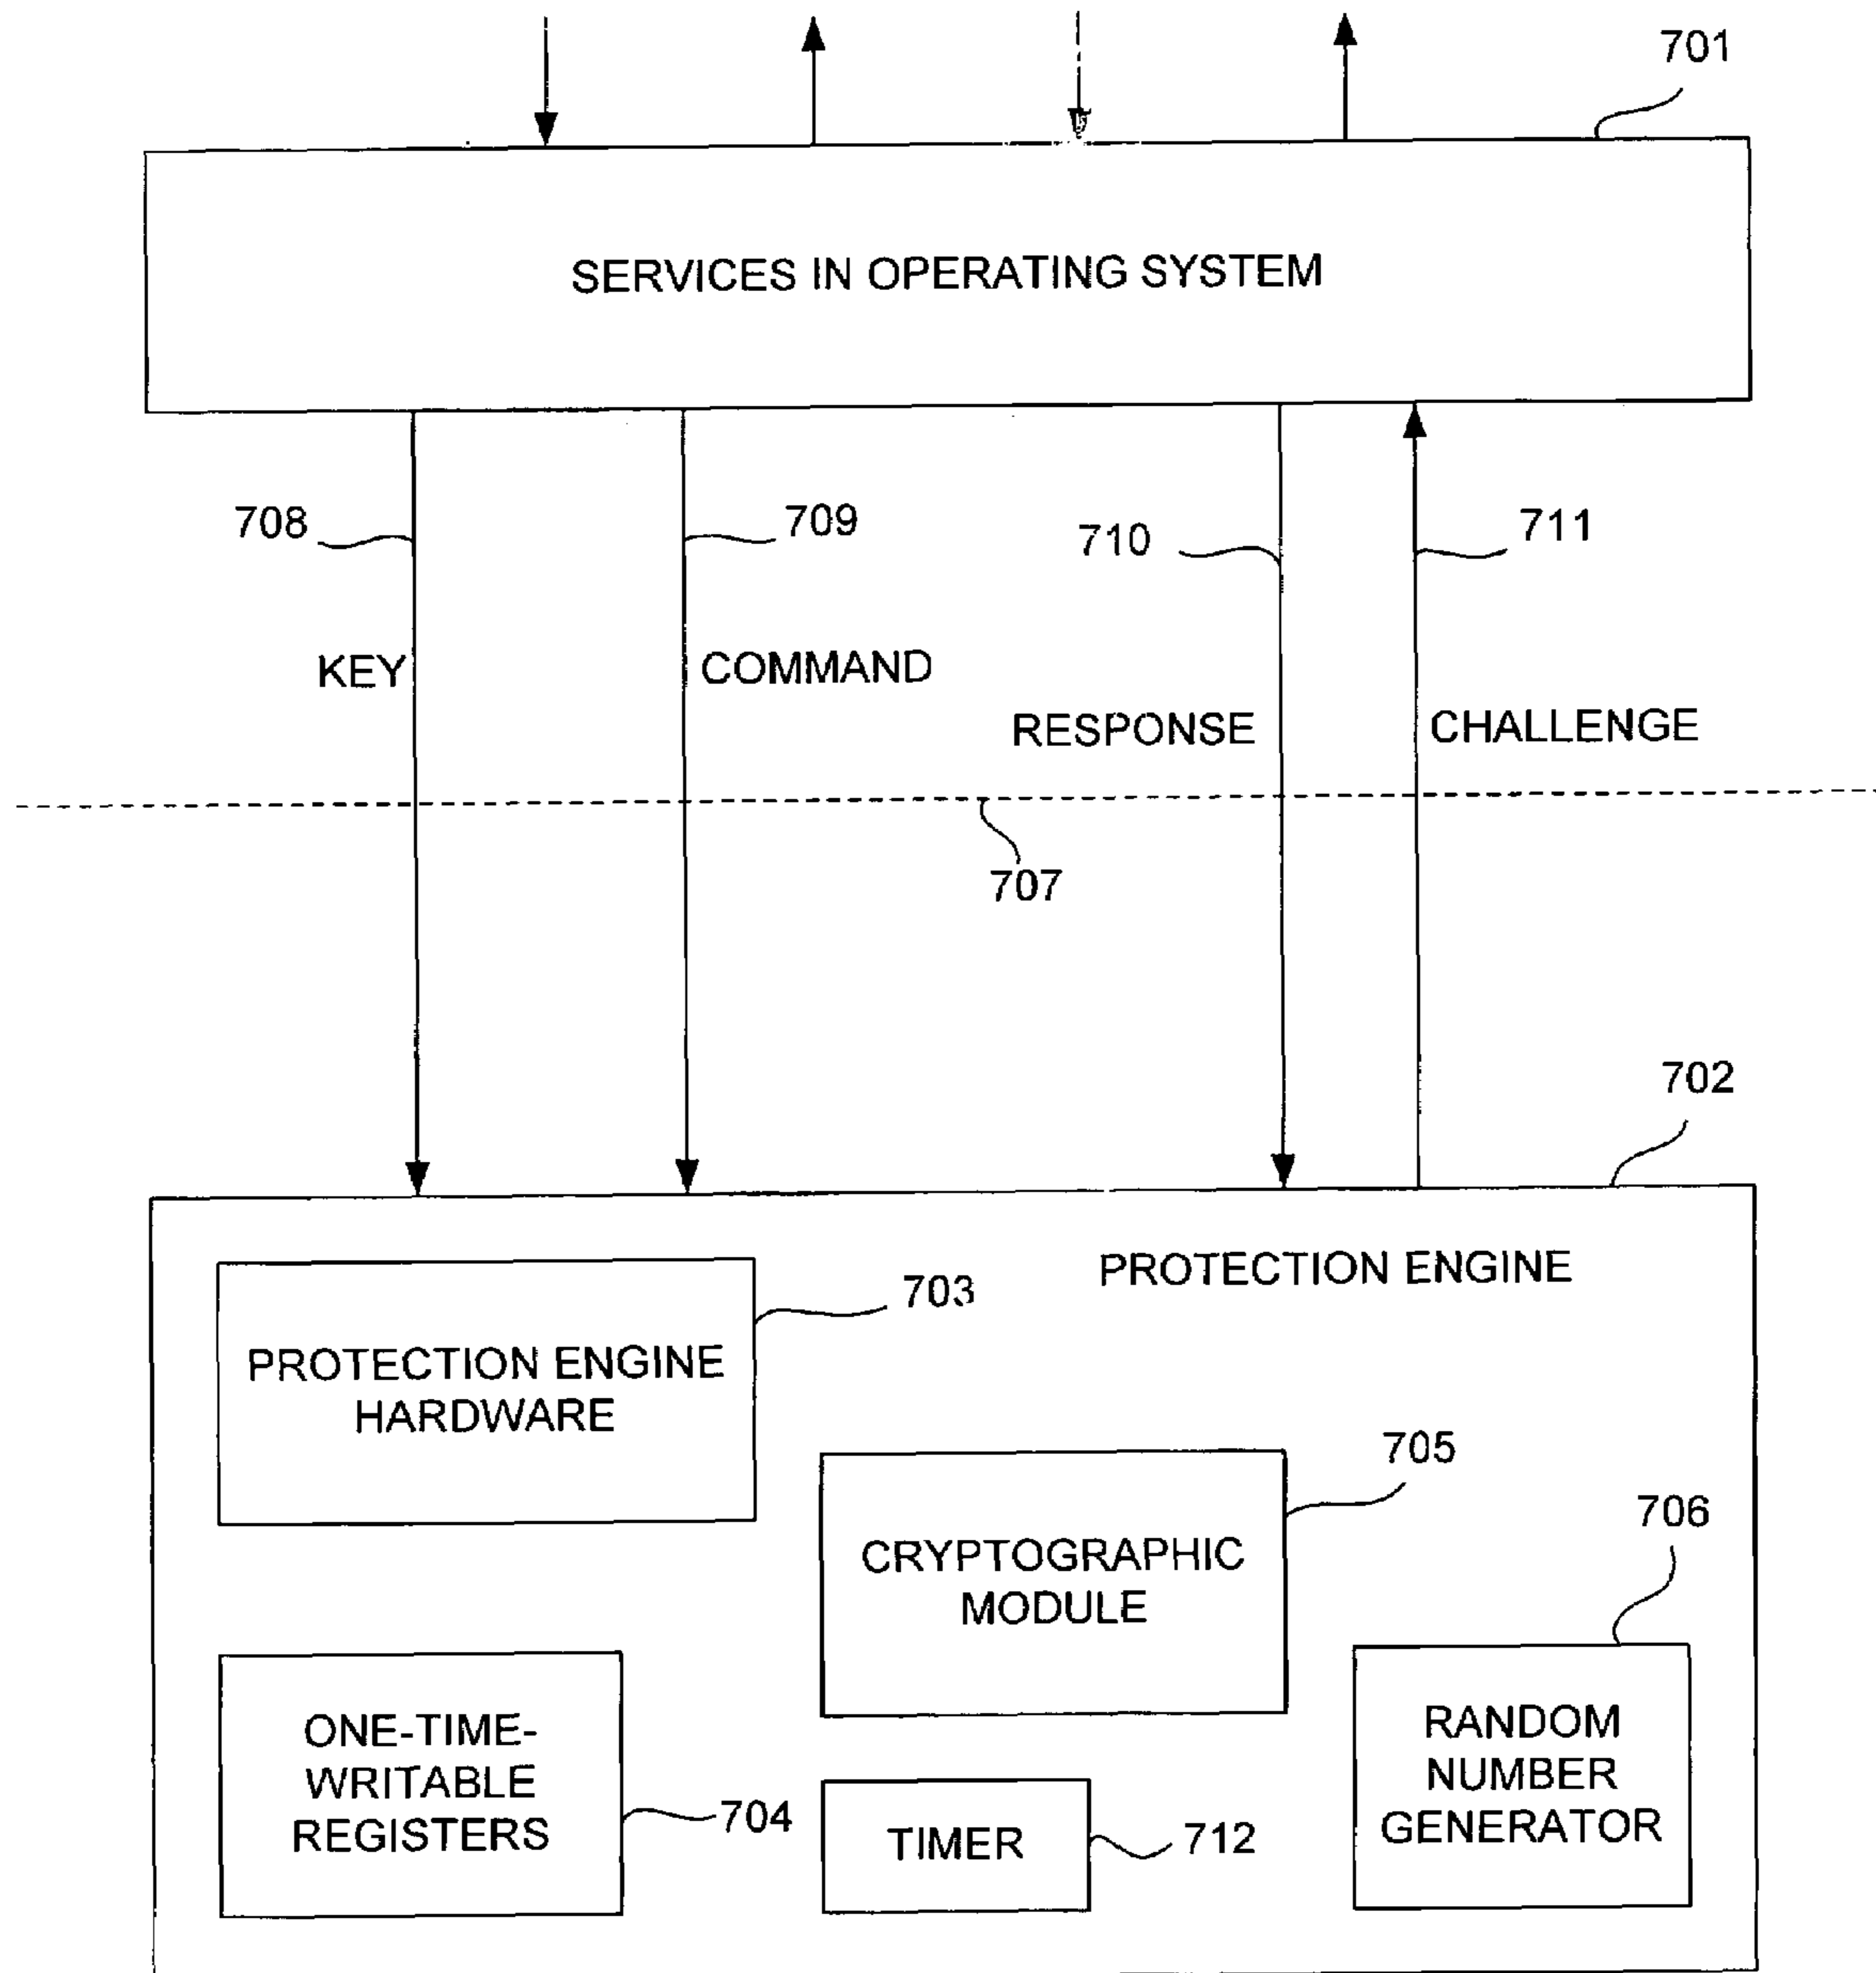 701
SERVICES IN OPERATING SYSTEM
708
709
710
711
KEY
COMMAND
RESPONSE
CHALLENGE
707
702
PROTECTION ENGINE
703
PROTECTION ENGINE
HARDWARE
705
CRYPTOGRAPHIC
MODULE
706
ONE-TIME-
WRITABLE
REGISTERS
704
TIMER
712
RANDOM
NUMBER
GENERATOR